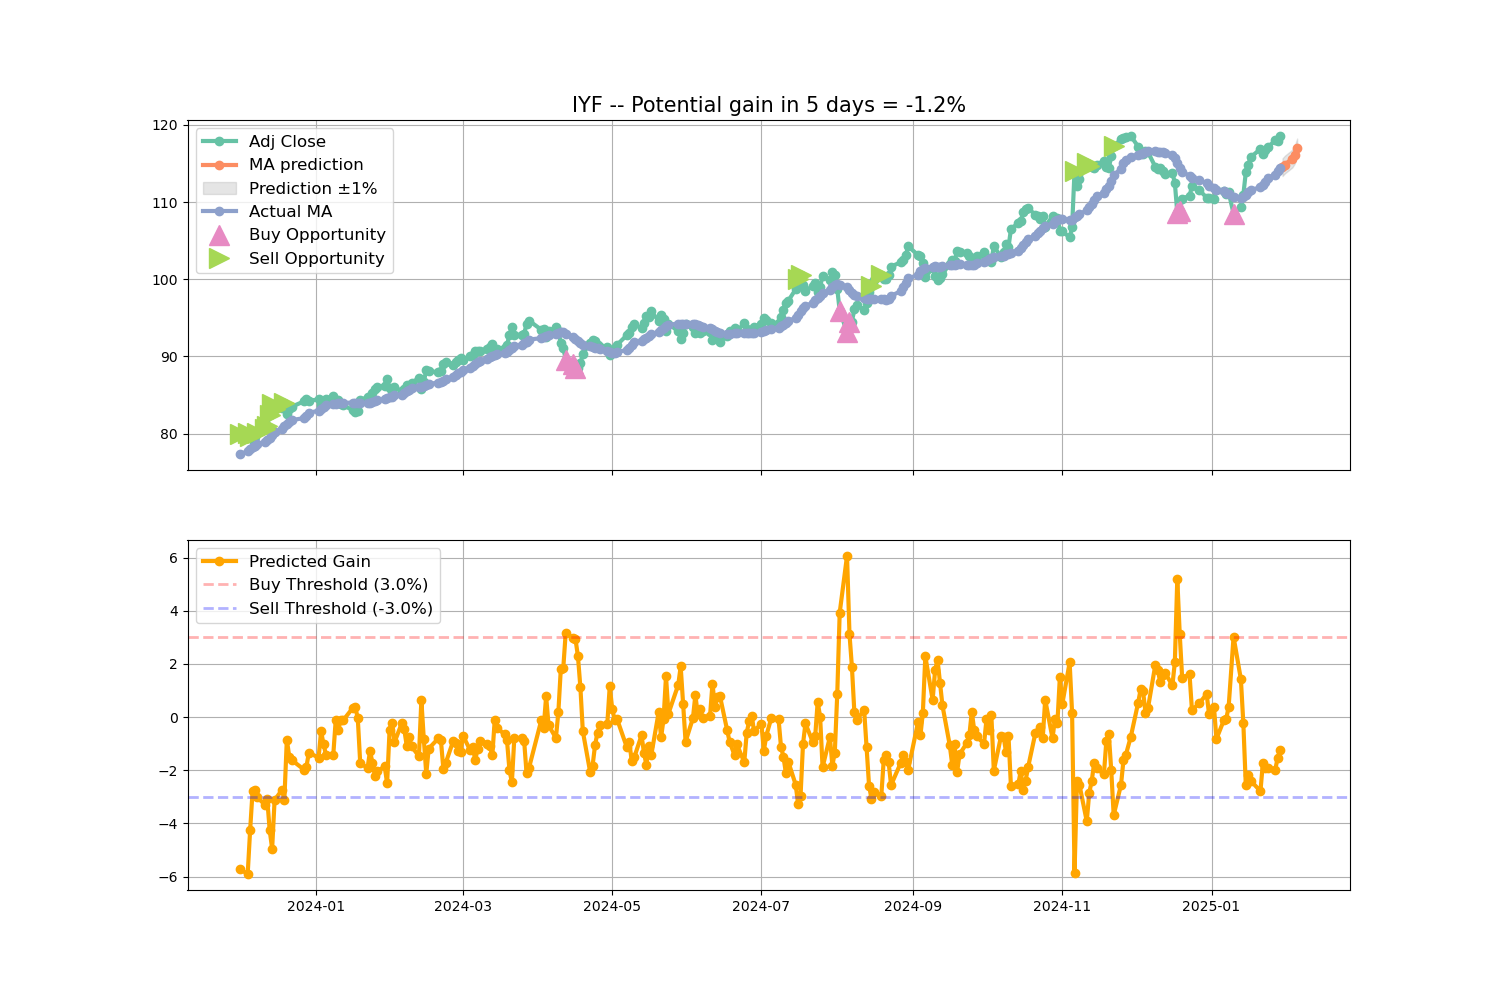 IYF -- Potential gain in 5 days = -1.2%
120
110
100
90
80
Adj Close
MA prediction
Prediction ±1%
Actual MA
Buy Opportunity
Sell Opportunity
6
4
2
0
−2
−4
−6
Predicted Gain
Buy Threshold (3.0%)
Sell Threshold (-3.0%)
2024-01 2024-03 2024-05 2024-07 2024-09 2024-11 2025-01